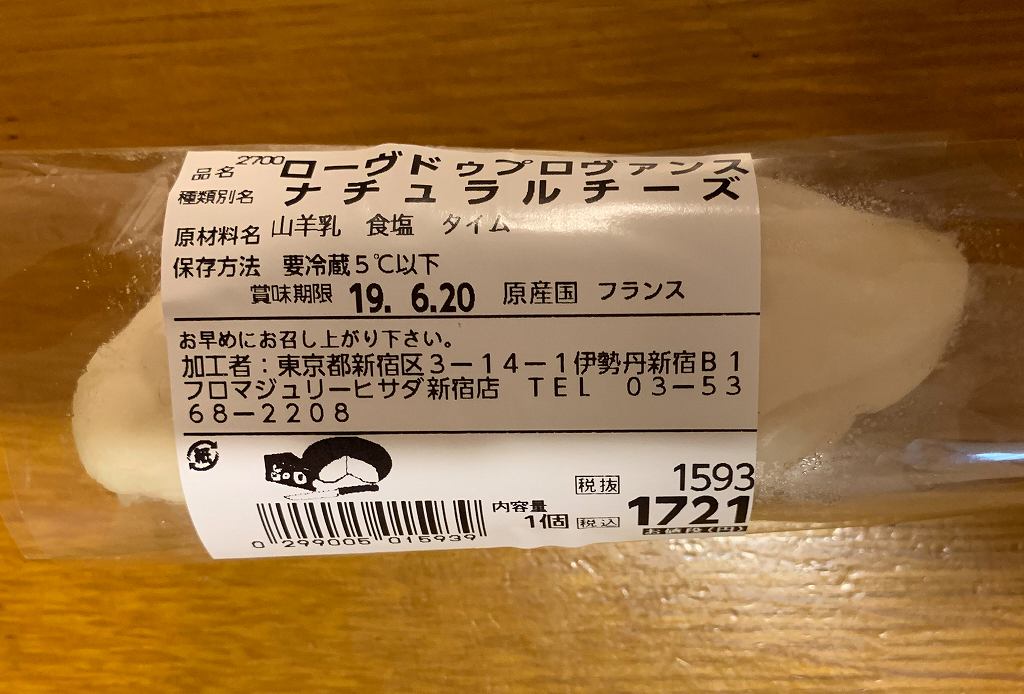 品名 2700 ローヴドゥプロヴァンス
種類別名 ナチュラルチーズ
原材料名 山羊乳 食塩 タイム
保存方法 要冷蔵5℃以下
賞味期限 19. 6.20 原産国 フランス
お早めにお召し上がり下さい。
加工者：東京都新宿区3－14－1伊勢丹新宿B1
フロマジュリーヒサダ新宿店 TEL 03－53
68－2208
紙
税抜 1593
内容量 1個 税込 1721
お値段(円)
0 299005 015939